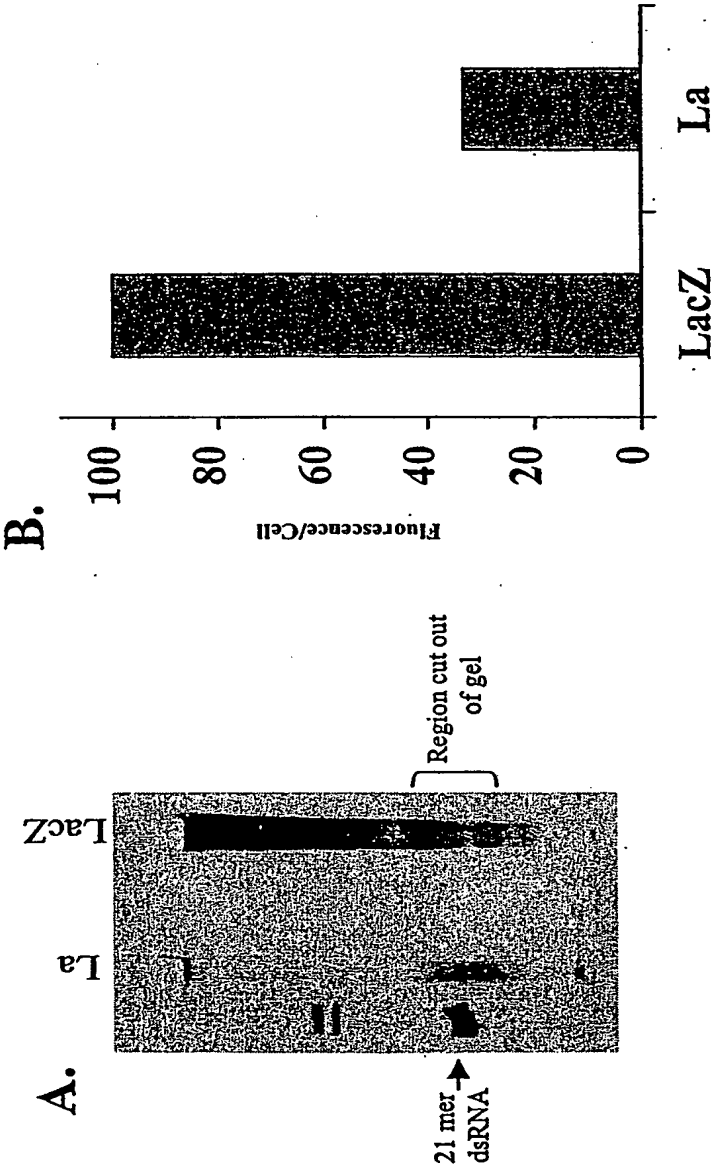 A.
La
LacZ
21 mer
dsRNA
Region cut out
of gel
B.
Fluorescence/Cell
100
80
60
40
20
0
LacZ
La